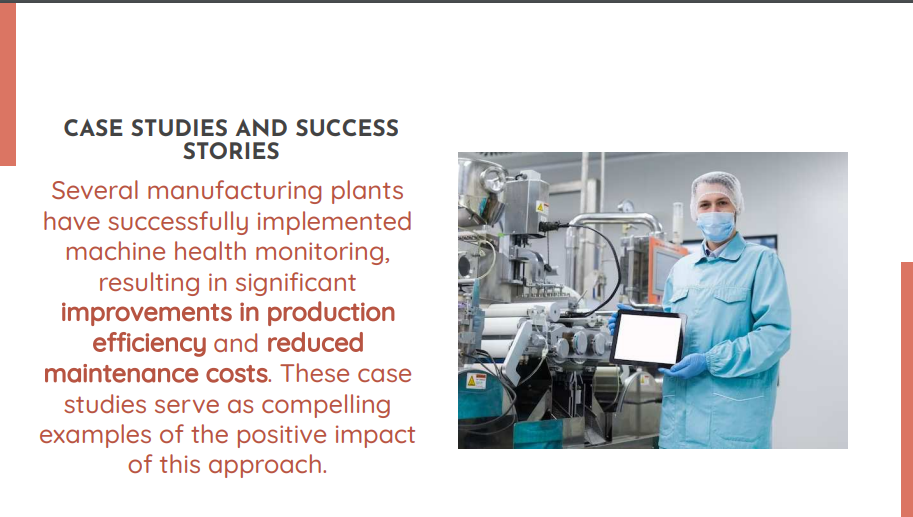 CASE STUDIES AND SUCCESS
STORIES
Several manufacturing plants
have successfully implemented
machine health monitoring,
resulting in significant
improvements in production
efficiency and reduced
maintenance costs. These case
studies serve as compelling
examples of the positive impact
of this approach.